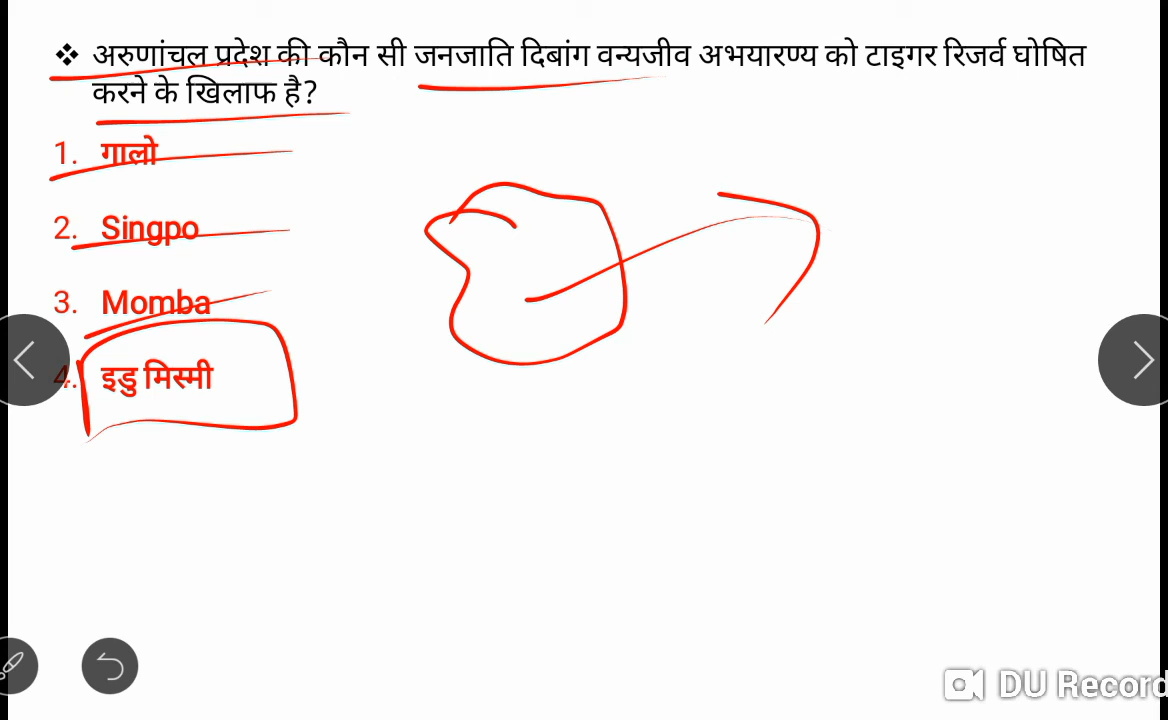 ❖ अरुणांचल प्रदेश की कौन सी जनजाति दिबांग वन्यजीव अभयारण्य को टाइगर रिजर्व घोषित
करने के खिलाफ है?
1. गालो
2. Singpo
3. Momba
4. इडु मिस्मी
DU Record